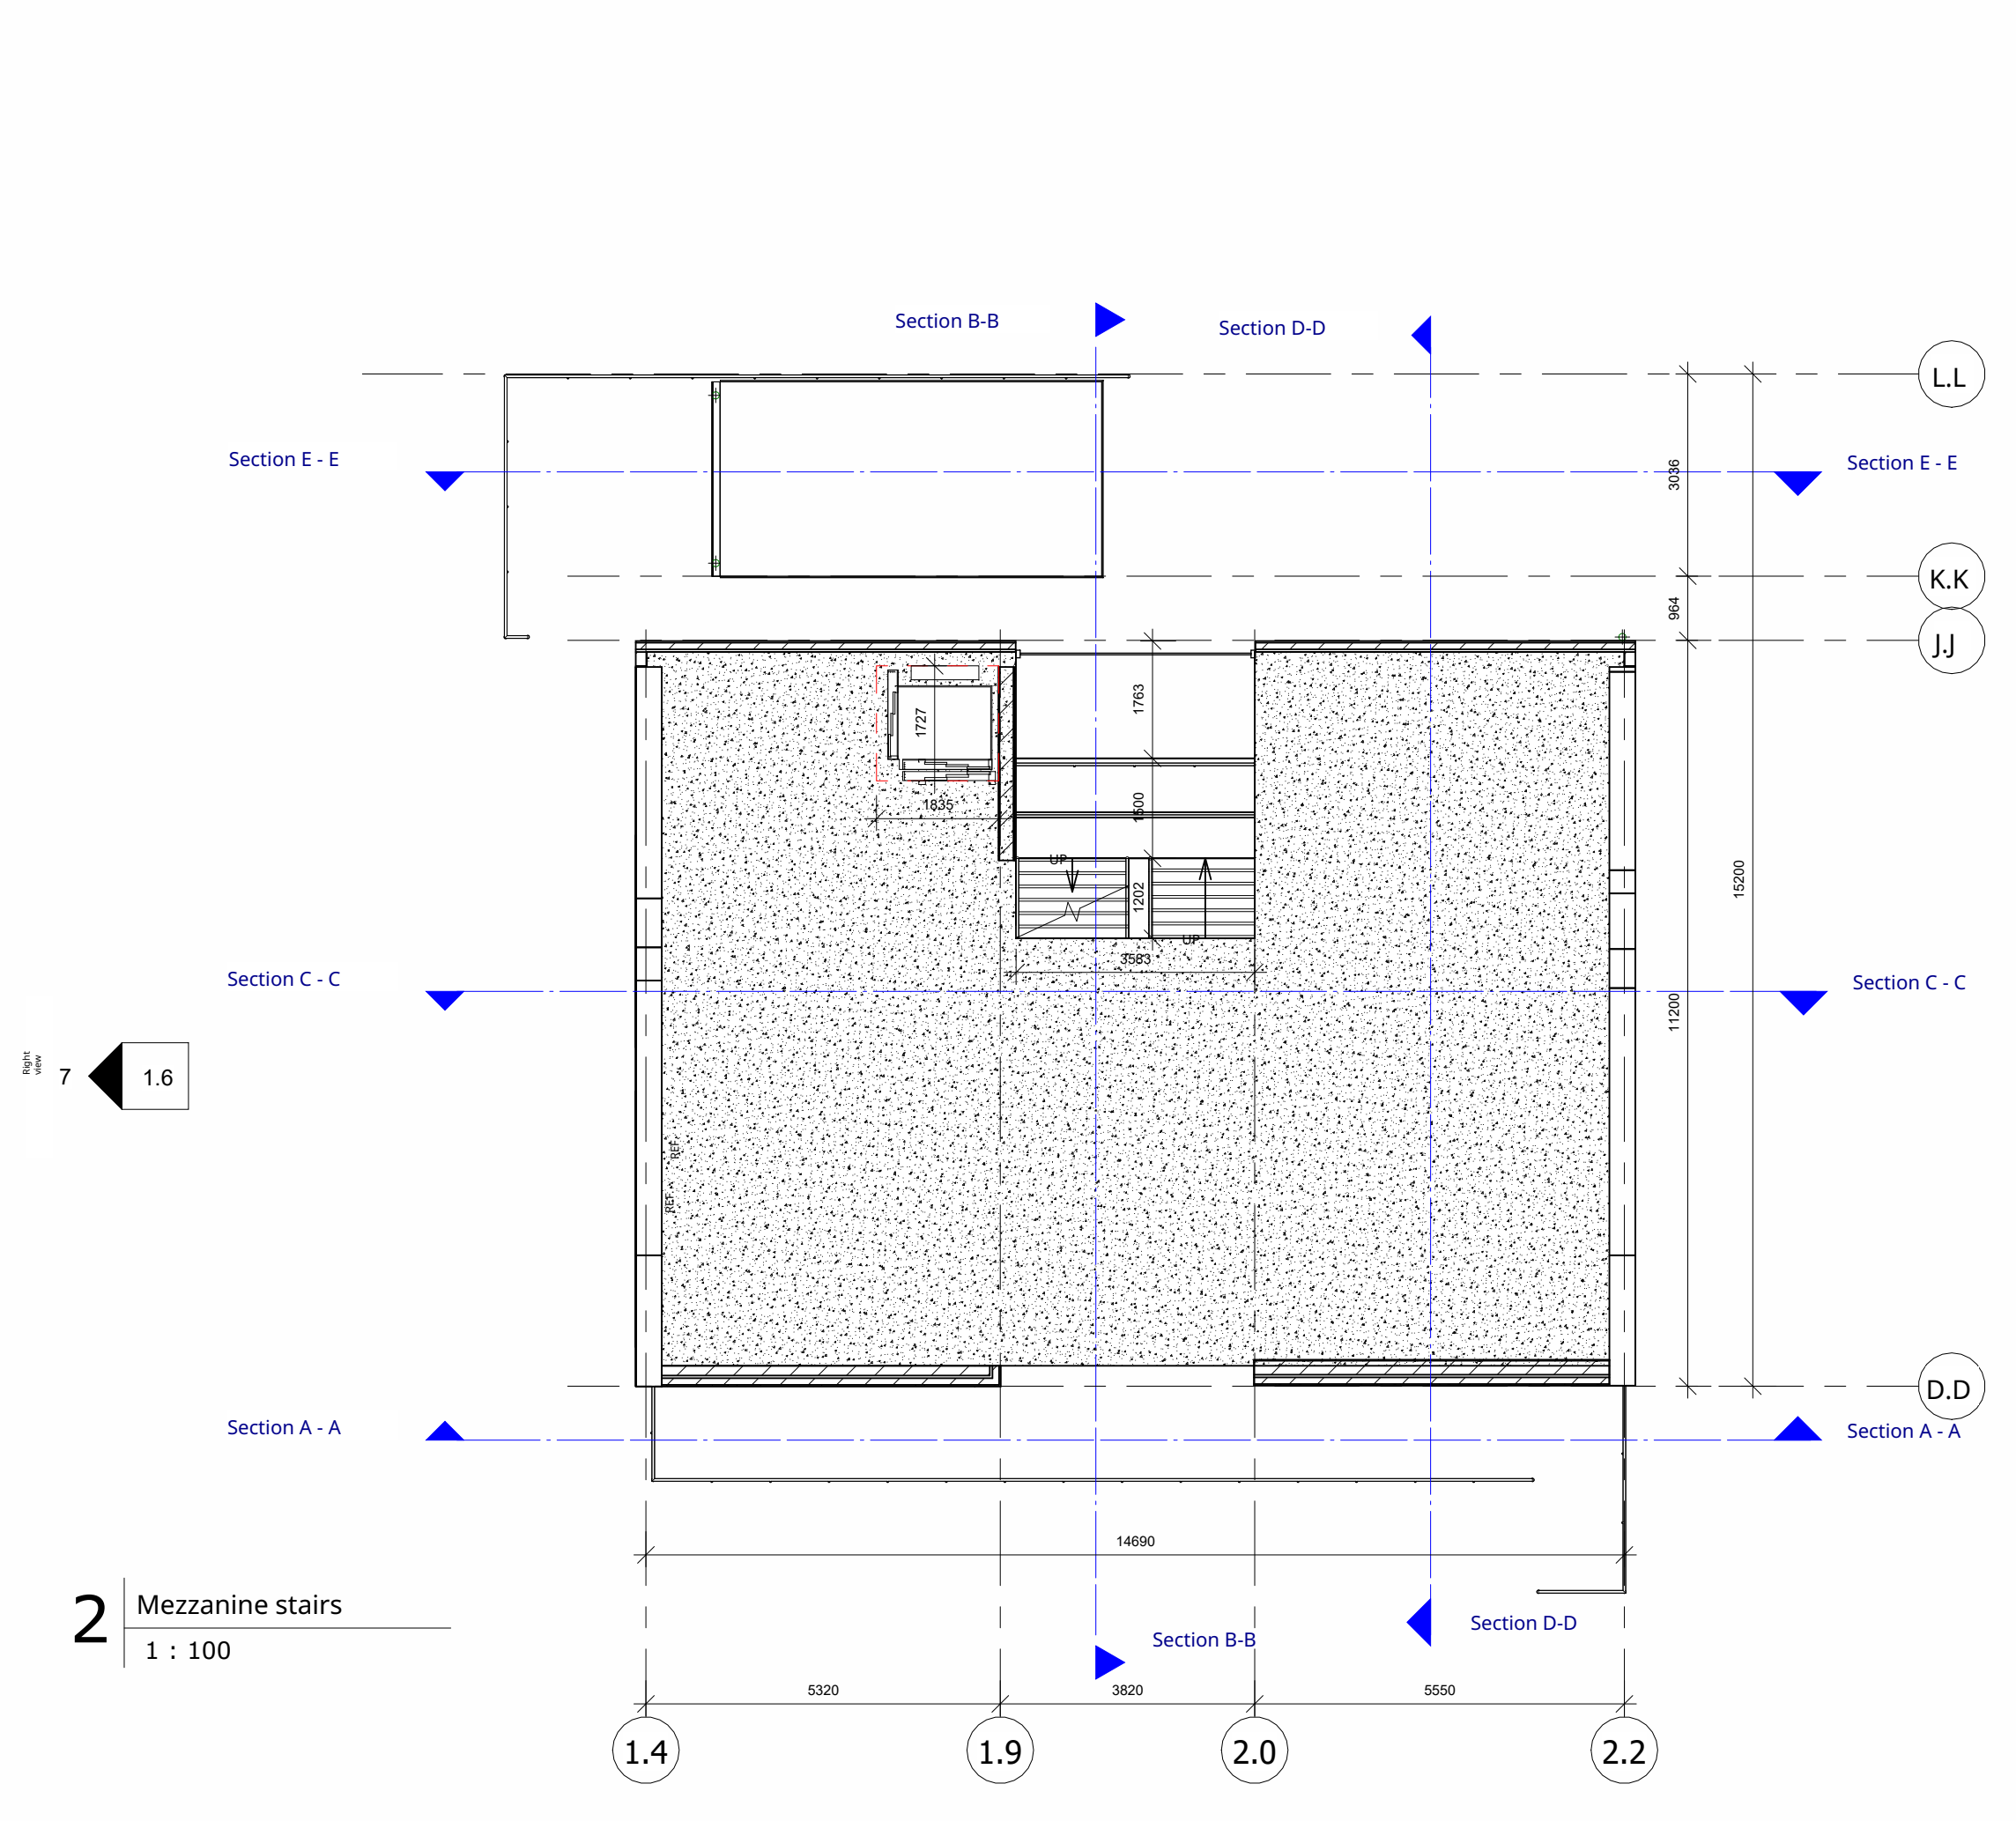 Section B-B
Section D-D
L.L
Section E - E
Section E - E
3036
K.K
964
J.J
1763
1727
1835
1500
UP
1202
UP
3583
15200
Section C - C
Section C - C
11200
Right
view
7
1.6
REF
REF
D.D
Section A - A
Section A - A
14690
2
Mezzanine stairs
1 : 100
Section B-B
Section D-D
5320
3820
5550
1.4
1.9
2.0
2.2